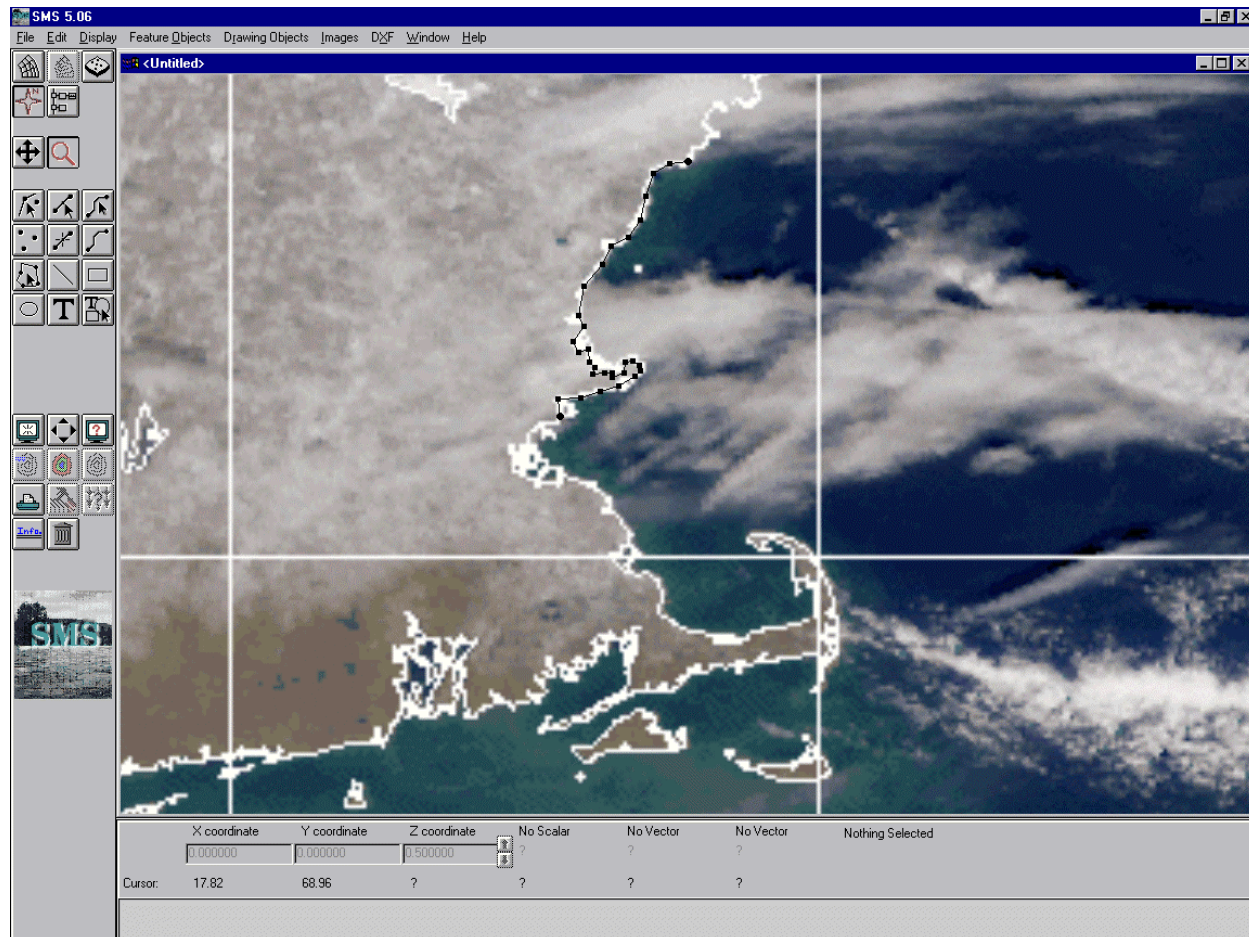 SMS 5.06
File Edit Display Feature Objects Drawing Objects Images DXF Window Help
<Untitled>
N
T
T
?
?
Info.
SMS
X coordinate Y coordinate Z coordinate No Scalar No Vector No Vector Nothing Selected
0.000000 0.000000 0.500000 ? ? ?
Cursor: 17.82 68.96 ? ? ? ?